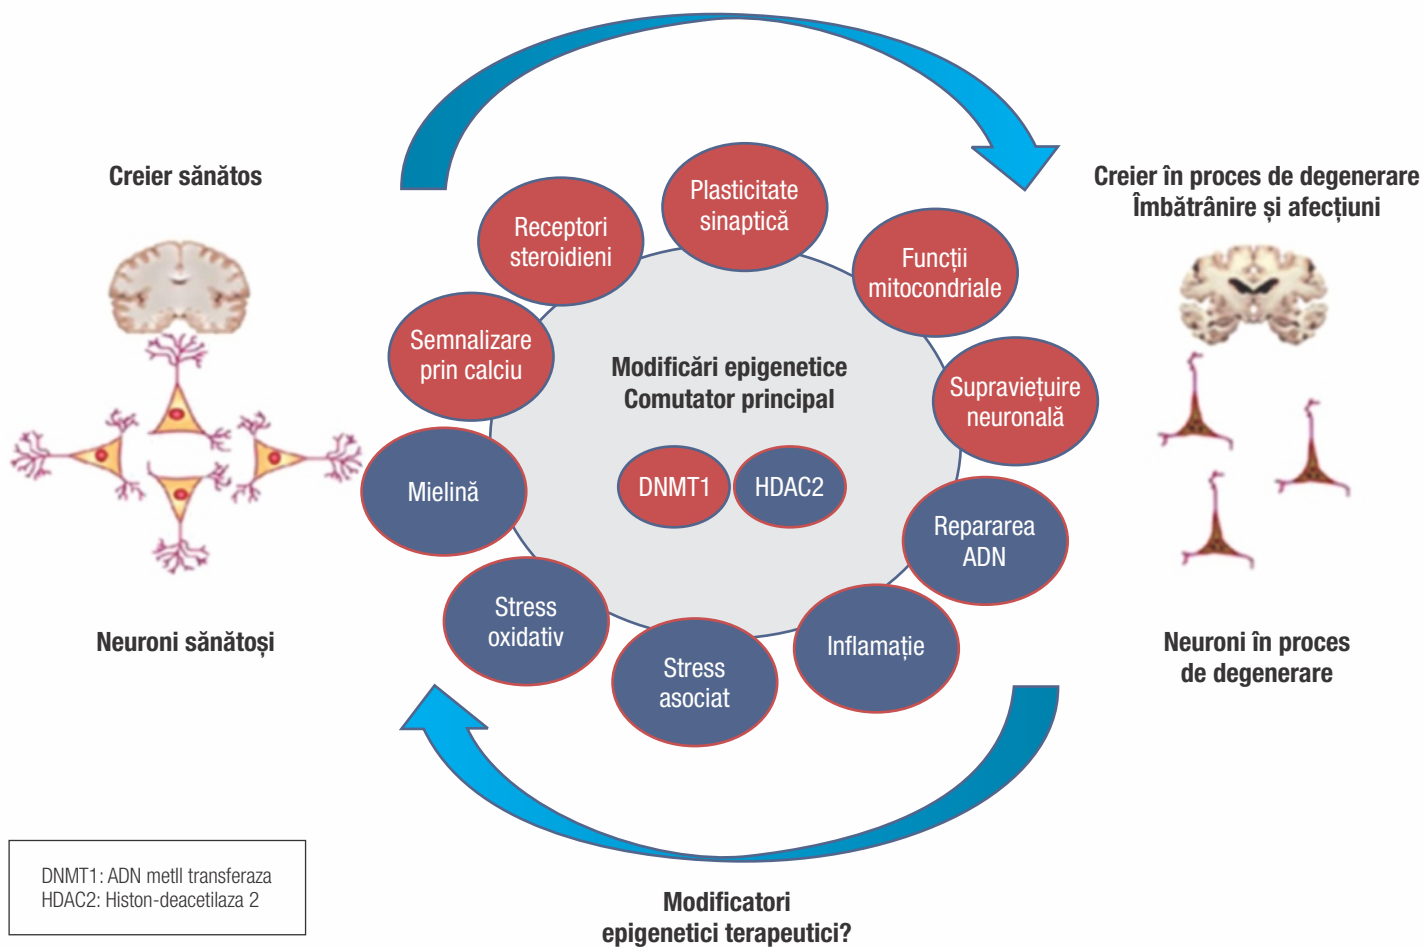 Creier sănătos
Neuroni sănătoși
Plasticitate
sinaptică
Receptori
steroidieni
Funcții
mitocondriale
Semnalizare
prin calciu
Supraviețuire
neuronală
Modificări epigenetice
Comutator principal
DNMT1
HDAC2
Mielină
Repararea
ADN
Stress
oxidativ
Inflamație
Stress
asociat
Creier în proces de degenerare
Îmbătrânire și afecțiuni
Neuroni în proces
de degenerare
Modificatori
epigenetici terapeutici?
DNMT1: ADN metll transferaza
HDAC2: Histon-deacetilaza 2